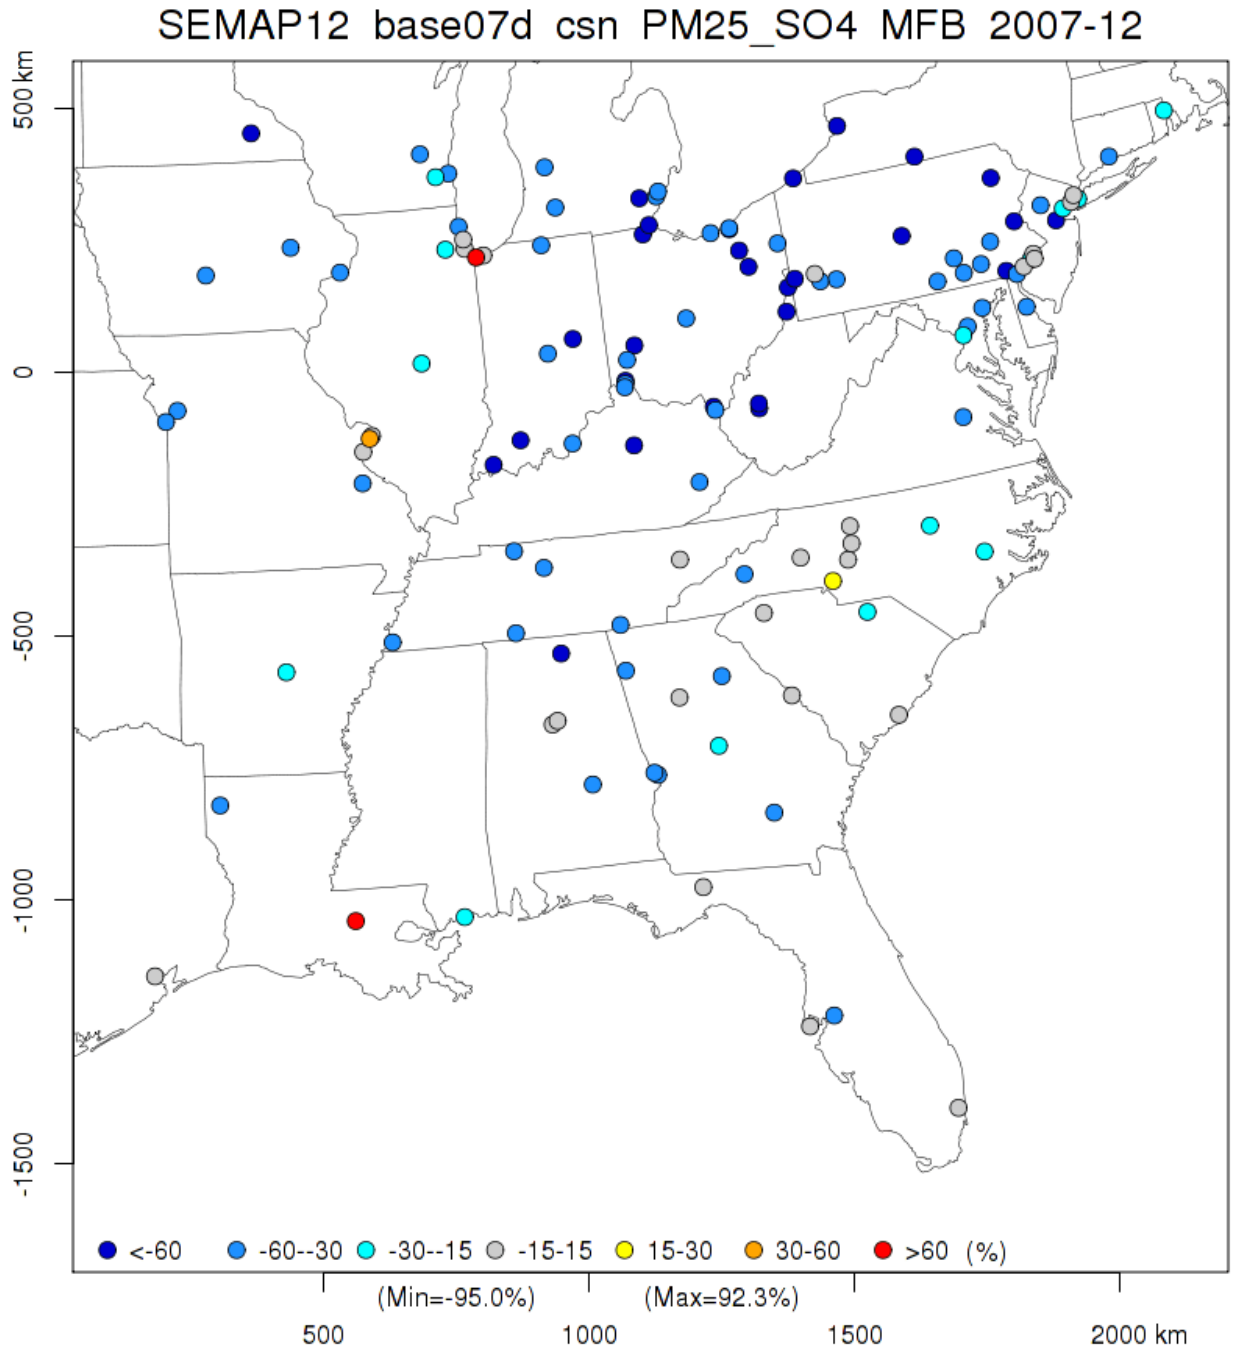 SEMAP12 base07d csn PM25_SO4 MFB 2007-12
500 km
0
-500
-1000
-1500
<-60 -60--30 -30--15 -15-15 15-30 30-60 >60 (%)
(Min=-95.0%) (Max=92.3%)
500 1000 1500 2000 km